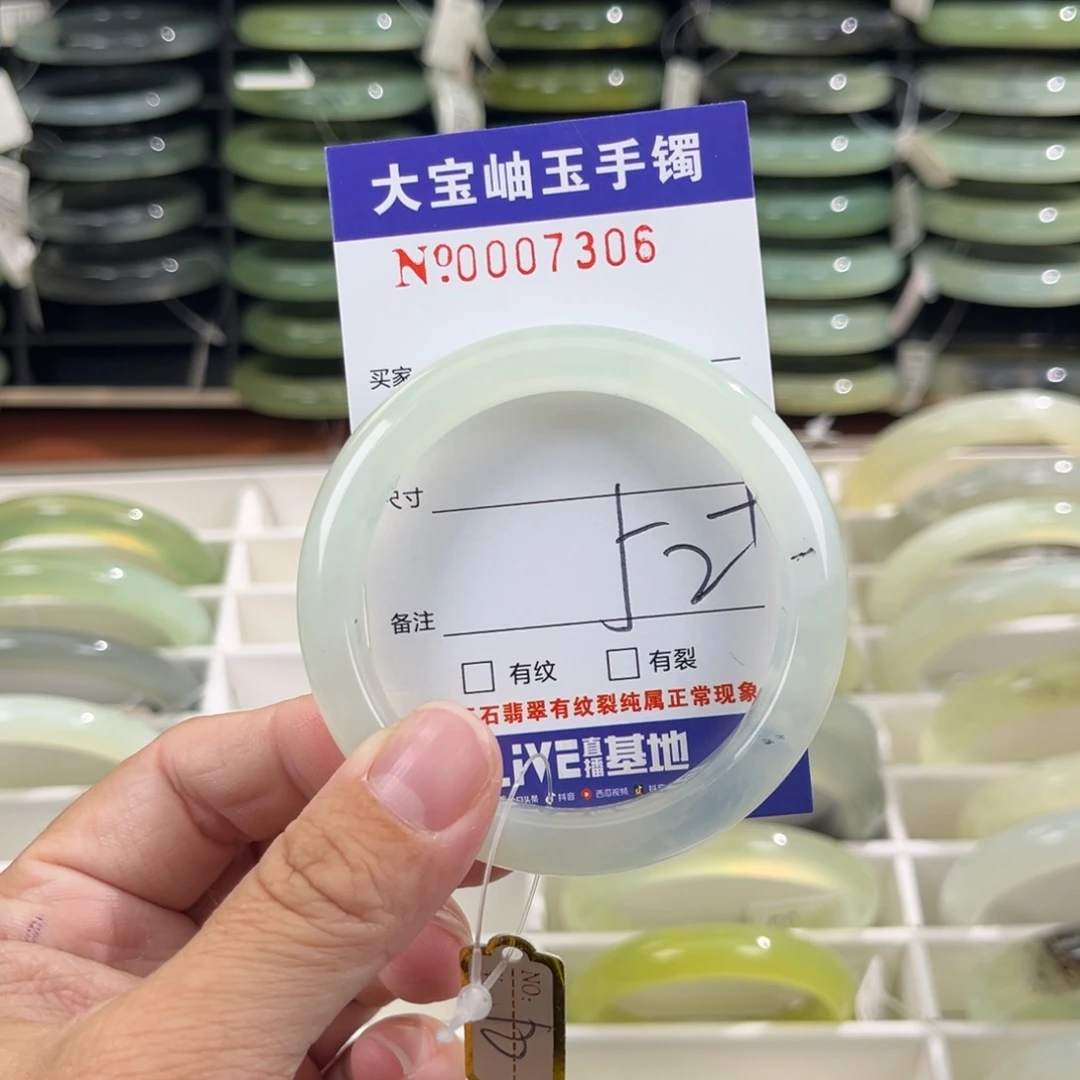 大宝岫玉手镯
Nº.0007306
买家
尺寸
备注
有纹 有裂
石翡翠有纹裂纯属正常现象
LIVE直播基地
抖音 西瓜视频
NO: